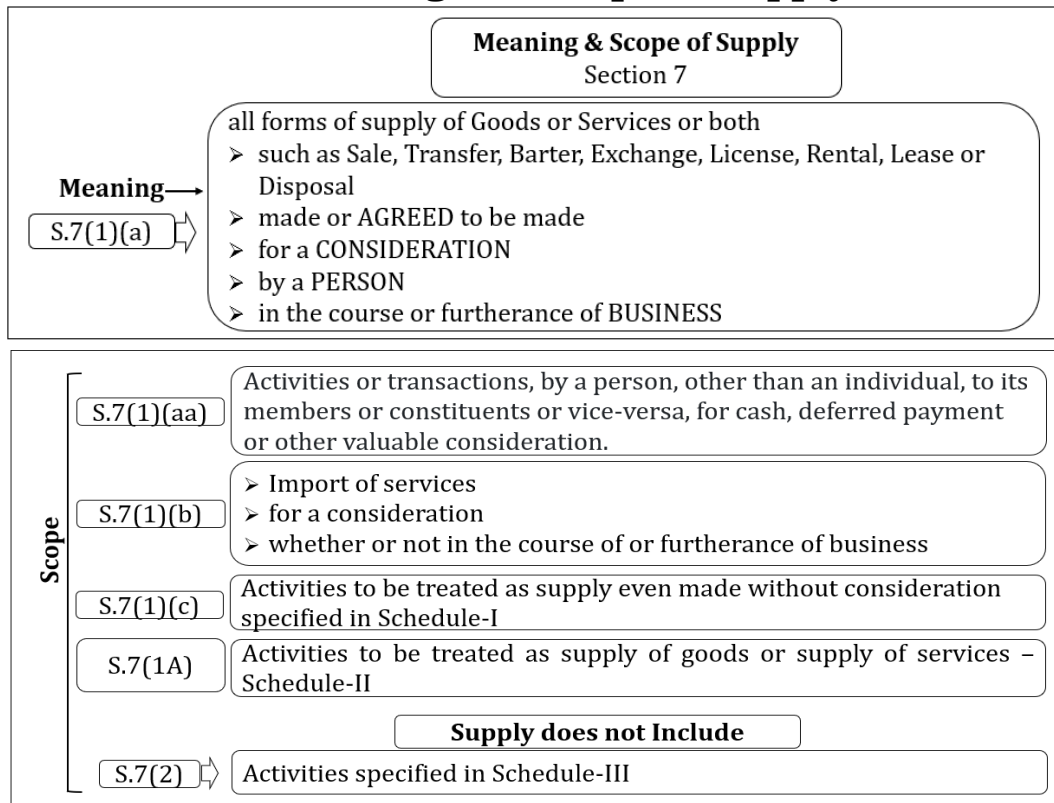 Meaning & Scope of Supply
Section 7
all forms of supply of Goods or Services or both
➢ such as Sale, Transfer, Barter, Exchange, License, Rental, Lease or
Disposal
Meaning
➢ made or AGREED to be made
S.7(1)(a)
➢ for a CONSIDERATION
➢ by a PERSON
➢ in the course or furtherance of BUSINESS
Scope
S.7(1)(aa)
Activities or transactions, by a person, other than an individual, to its
members or constituents or vice-versa, for cash, deferred payment
or other valuable consideration.
S.7(1)(b)
➢ Import of services
➢ for a consideration
➢ whether or not in the course of or furtherance of business
S.7(1)(c)
Activities to be treated as supply even made without consideration
specified in Schedule-I
S.7(1A)
Activities to be treated as supply of goods or supply of services –
Schedule-II
Supply does not Include
S.7(2)
Activities specified in Schedule-III